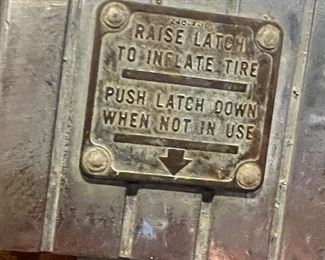 RAISE LATCH
TO INFLATE TIRE
PUSH LATCH DOWN
WHEN NOT IN USE